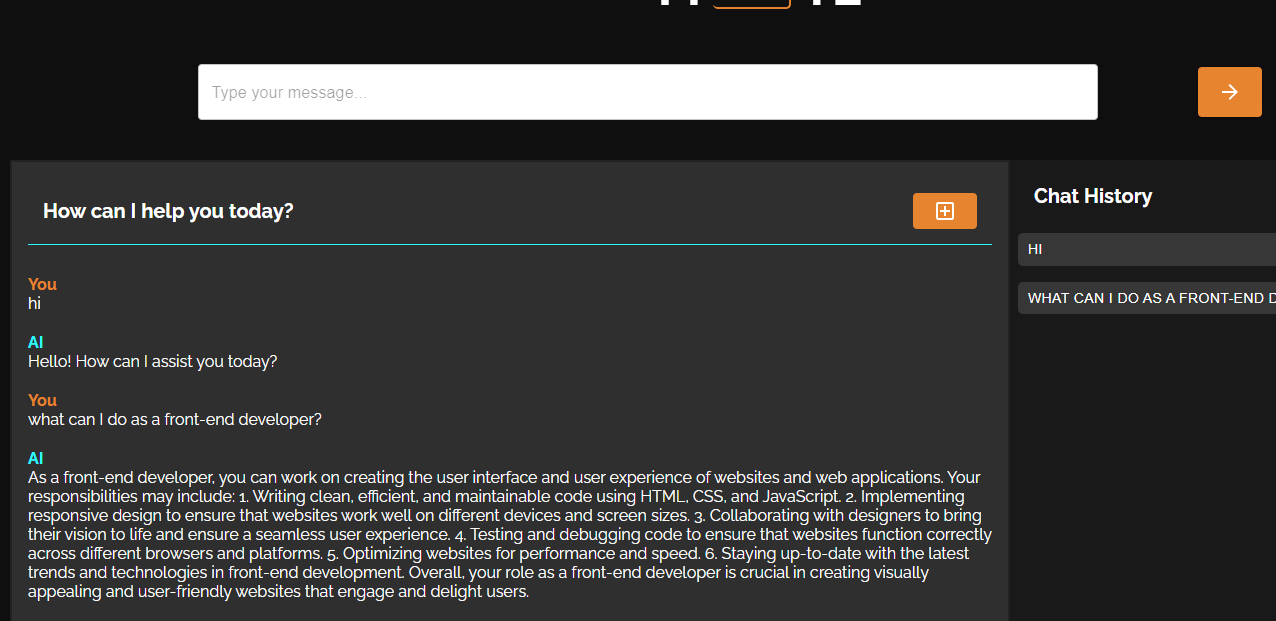 Type your message...
How can I help you today?
Chat History
HI
WHAT CAN I DO AS A FRONT-END
You
hi
AI
Hello! How can I assist you today?
You
what can I do as a front-end developer?
AI
As a front-end developer, you can work on creating the user interface and user experience of websites and web applications. Your
responsibilities may include: 1. Writing clean, efficient, and maintainable code using HTML, CSS, and JavaScript. 2. Implementing
responsive design to ensure that websites work well on different devices and screen sizes. 3. Collaborating with designers to bring
their vision to life and ensure a seamless user experience. 4. Testing and debugging code to ensure that websites function correctly
across different browsers and platforms. 5. Optimizing websites for performance and speed. 6. Staying up-to-date with the latest
trends and technologies in front-end development. Overall, your role as a front-end developer is crucial in creating visually
appealing and user-friendly websites that engage and delight users.